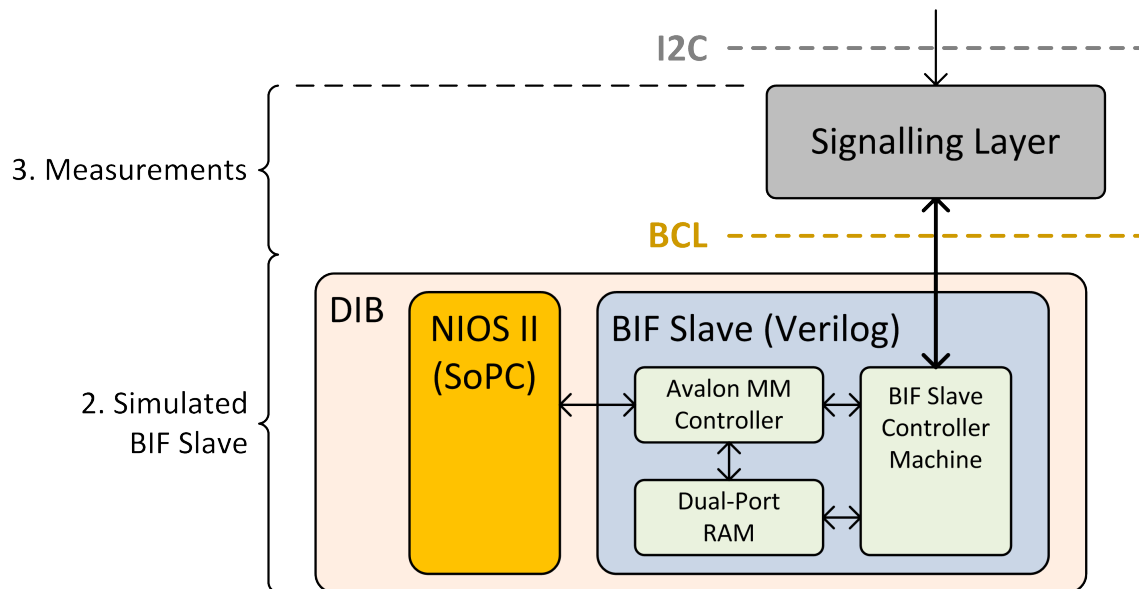 I2C
Signalling Layer
3. Measurements
BCL
DIB
NIOS II
(SoPC)
BIF Slave (Verilog)
Avalon MM
Controller
BIF Slave
Controller
Machine
2. Simulated
BIF Slave
Dual-Port
RAM